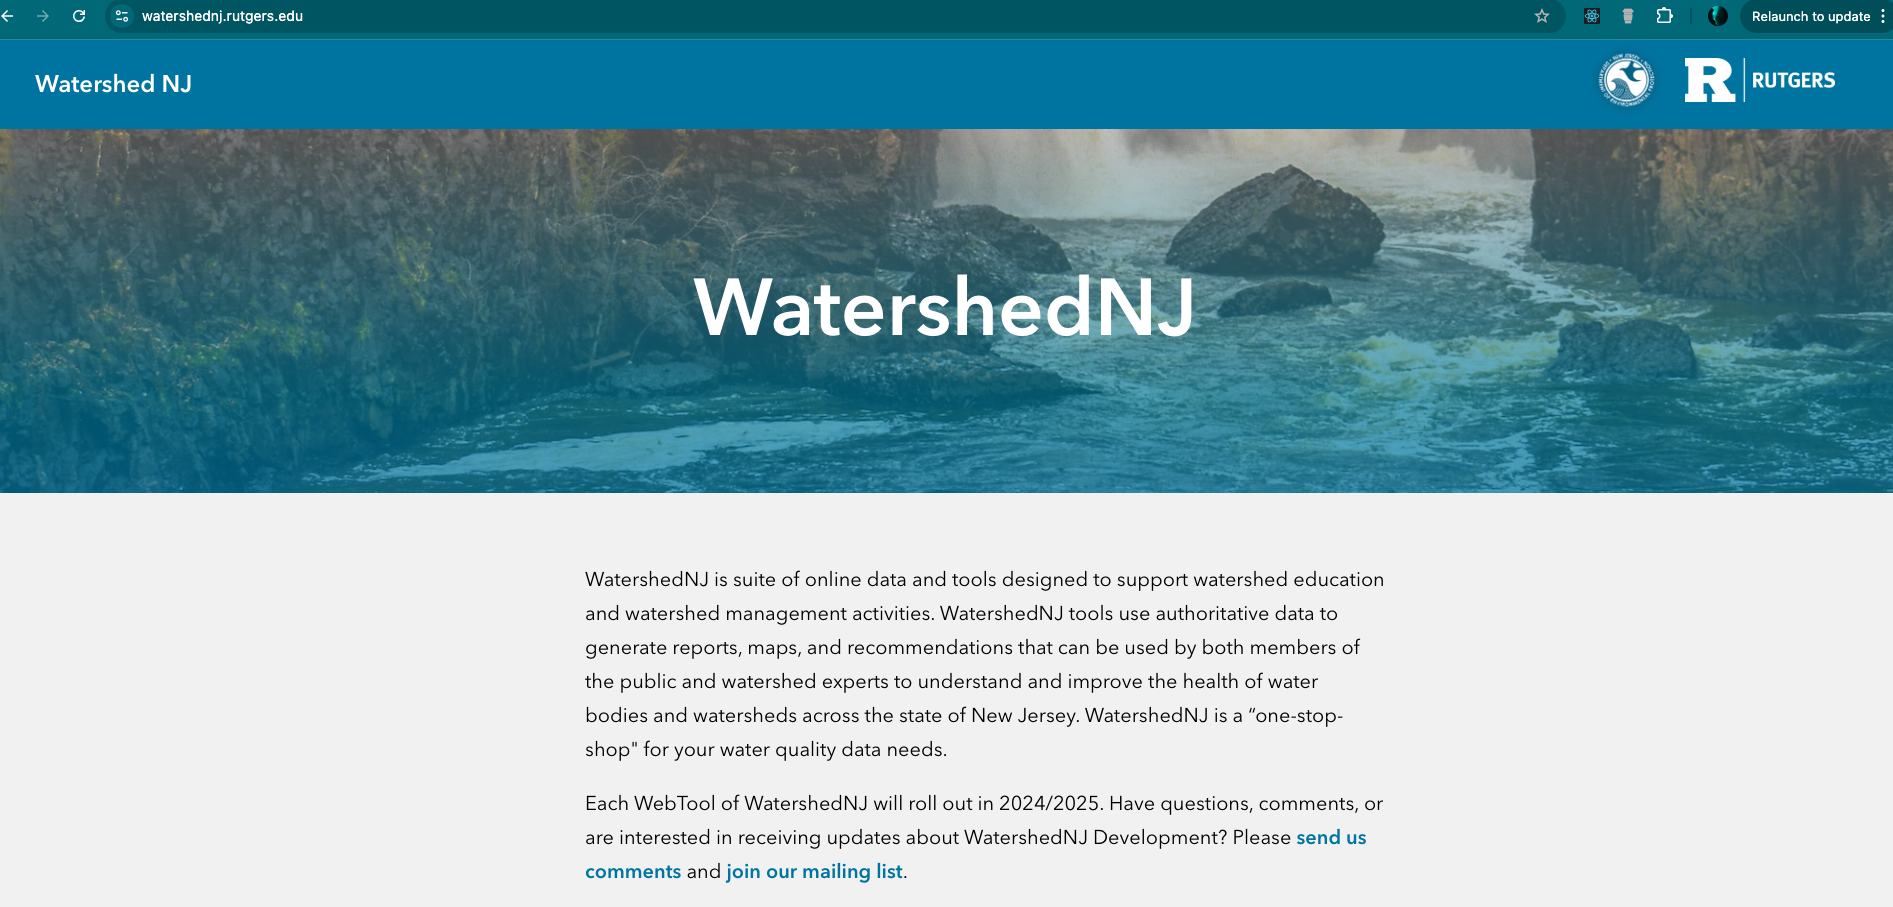 watershednj.rutgers.edu
Relaunch to update
Watershed NJ
R RUTGERS
WatershedNJ
WatershedNJ is suite of online data and tools designed to support watershed education
and watershed management activities. WatershedNJ tools use authoritative data to
generate reports, maps, and recommendations that can be used by both members of
the public and watershed experts to understand and improve the health of water
bodies and watersheds across the state of New Jersey. WatershedNJ is a “one-stop-
shop" for your water quality data needs.
Each WebTool of WatershedNJ will roll out in 2024/2025. Have questions, comments, or
are interested in receiving updates about WatershedNJ Development? Please send us
comments and join our mailing list.